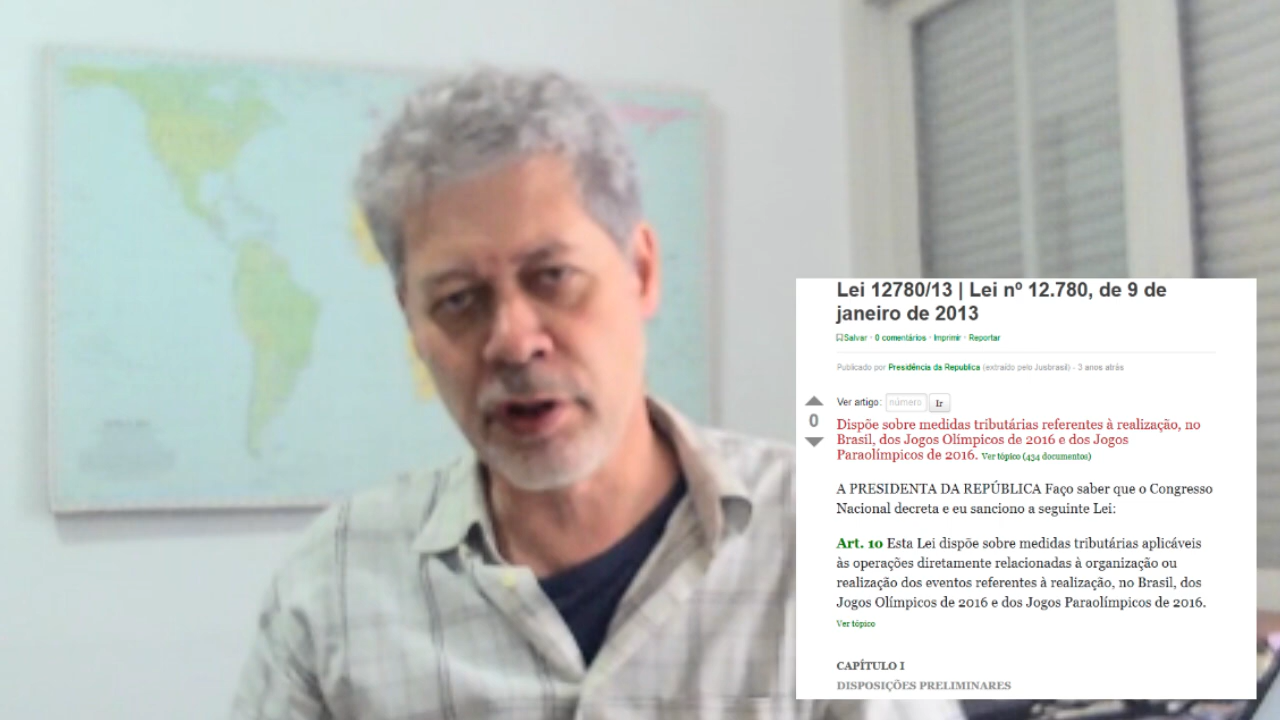 Lei 12780/13 | Lei nº 12.780, de 9 de
janeiro de 2013
Salvar · 0 comentários · Imprimir · Reportar
Publicado por Presidência da Republica (extraído pelo Jusbrasil) - 3 anos atrás
Ver artigo: número Ir
0
Dispõe sobre medidas tributárias referentes à realização, no
Brasil, dos Jogos Olímpicos de 2016 e dos Jogos
Paraolímpicos de 2016. Ver tópico (434 documentos)
A PRESIDENTA DA REPÚBLICA Faço saber que o Congresso
Nacional decreta e eu sanciono a seguinte Lei:
Art. 1o Esta Lei dispõe sobre medidas tributárias aplicáveis
às operações diretamente relacionadas à organização ou
realização dos eventos referentes à realização, no Brasil, dos
Jogos Olímpicos de 2016 e dos Jogos Paraolímpicos de 2016.
Ver tópico
CAPÍTULO I
DISPOSIÇÕES PRELIMINARES